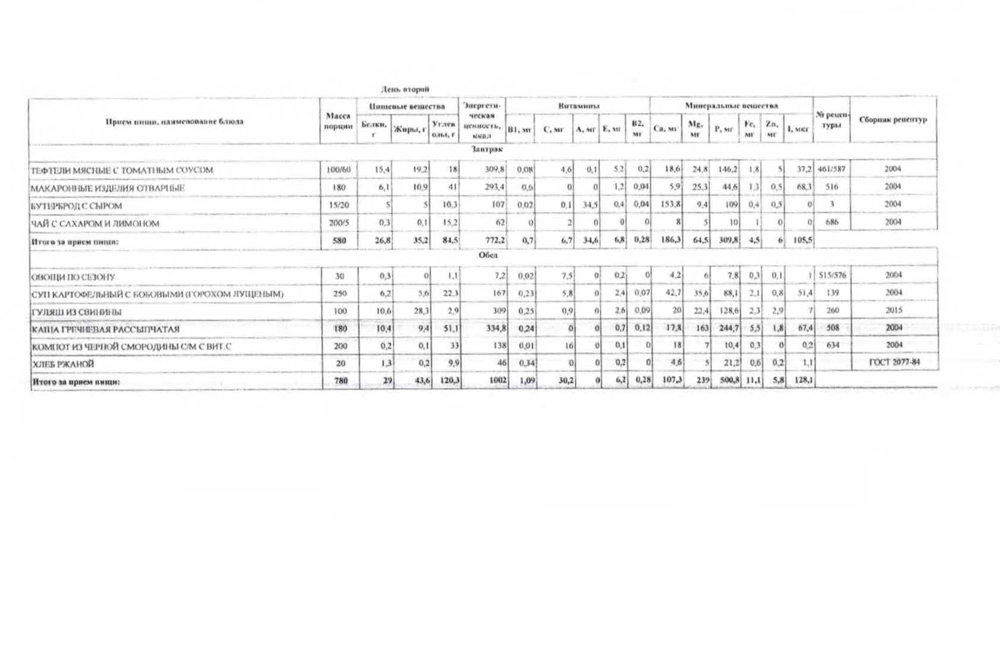 День второй
Прием пищи, наименование блюда Масса порции Пищевые вещества Энергети-ческая ценность, ккал Витамины Минеральные вещества № рецеп-туры Сборник рецептур
Белки, г Жиры, г Углеводы, г В1, мг С, мг А, мг Е, мг В2, мг Са, мг Mg, мг Р, мг Fe, мг Zn, мг I, мкг
Завтрак
ТЕФТЕЛИ МЯСНЫЕ С ТОМАТНЫМ СОУСОМ 100/60 15,4 19,2 18 309,8 0,08 4,6 0,1 5,2 0,2 18,6 24,8 146,2 1,8 5 37,2 461/587 2004
МАКАРОННЫЕ ИЗДЕЛИЯ ОТВАРНЫЕ 180 6,1 10,9 41 293,4 0,6 0 0 1,2 0,04 5,9 25,3 44,6 1,3 0,5 68,3 516 2004
БУТЕРБРОД С СЫРОМ 15/20 5 5 10,3 107 0,02 0,1 34,5 0,4 0,04 153,8 9,4 109 0,4 0,5 0 3 2004
ЧАЙ С САХАРОМ И ЛИМОНОМ 200/5 0,3 0,1 15,2 62 0 2 0 0 0 8 5 10 1 0 0 686 2004
Итого за прием пищи: 580 26,8 35,2 84,5 772,2 0,7 6,7 34,6 6,8 0,28 186,3 64,5 309,8 4,5 6 105,5
Обед
ОВОЩИ ПО СЕЗОНУ 30 0,3 0 1,1 7,2 0,02 7,5 0 0,2 0 4,2 6 7,8 0,3 0,1 1 515/576 2004
СУП КАРТОФЕЛЬНЫЙ С БОБОВЫМИ (ГОРОХОМ ЛУЩЕНЫМ) 250 6,2 5,6 22,3 167 0,23 5,8 0 2,4 0,07 42,7 35,6 88,1 2,1 0,8 51,4 139 2004
ГУЛЯШ ИЗ СВИНИНЫ 100 10,6 28,3 2,9 309 0,25 0,9 0 2,6 0,09 20 22,4 128,6 2,3 2,9 7 260 2015
КАША ГРЕЧНЕВАЯ РАССЫПЧАТАЯ 180 10,4 9,4 51,1 334,8 0,24 0 0 0,7 0,12 17,8 163 244,7 5,5 1,8 67,4 508 2004
КОМПОТ ИЗ ЧЕРНОЙ СМОРОДИНЫ С/М С ВИТ.С 200 0,2 0,1 33 138 0,01 16 0 0,1 0 18 7 10,4 0,3 0 0,2 634 2004
ХЛЕБ РЖАНОЙ 20 1,3 0,2 9,9 46 0,34 0 0 0,2 0 4,6 5 21,2 0,6 0,2 1,1 ГОСТ 2077-84
Итого за прием пищи: 780 29 43,6 120,3 1002 1,09 30,2 0 6,2 0,28 107,3 239 500,8 11,1 5,8 128,1